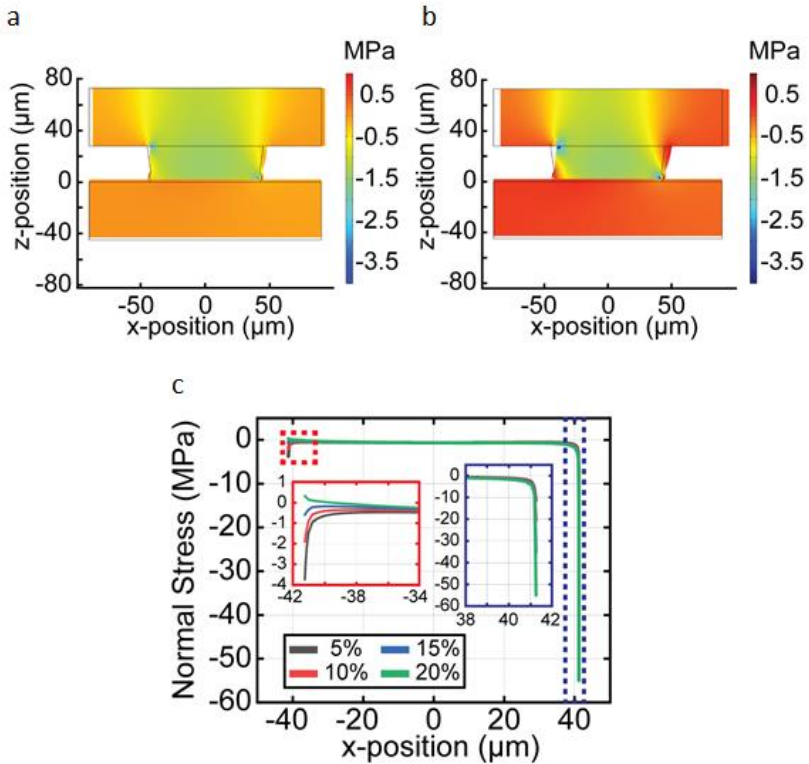 a
MPa
80
40
0
-40
-80
z-position (µm)
-50 0 50
x-position (µm)
0.5
-0.5
-1.5
-2.5
-3.5
b
MPa
80
40
0
-40
-80
z-position (µm)
-50 0 50
x-position (µm)
0.5
-0.5
-1.5
-2.5
-3.5
c
Normal Stress (MPa)
0
-10
-20
-30
-40
-50
-60
-40 -20 0 20 40
x-position (µm)
1
0
-1
-2
-3
-4
-42 -38 -34
0
-10
-20
-30
-40
-50
-60
38 40 42
5% 15%
10% 20%